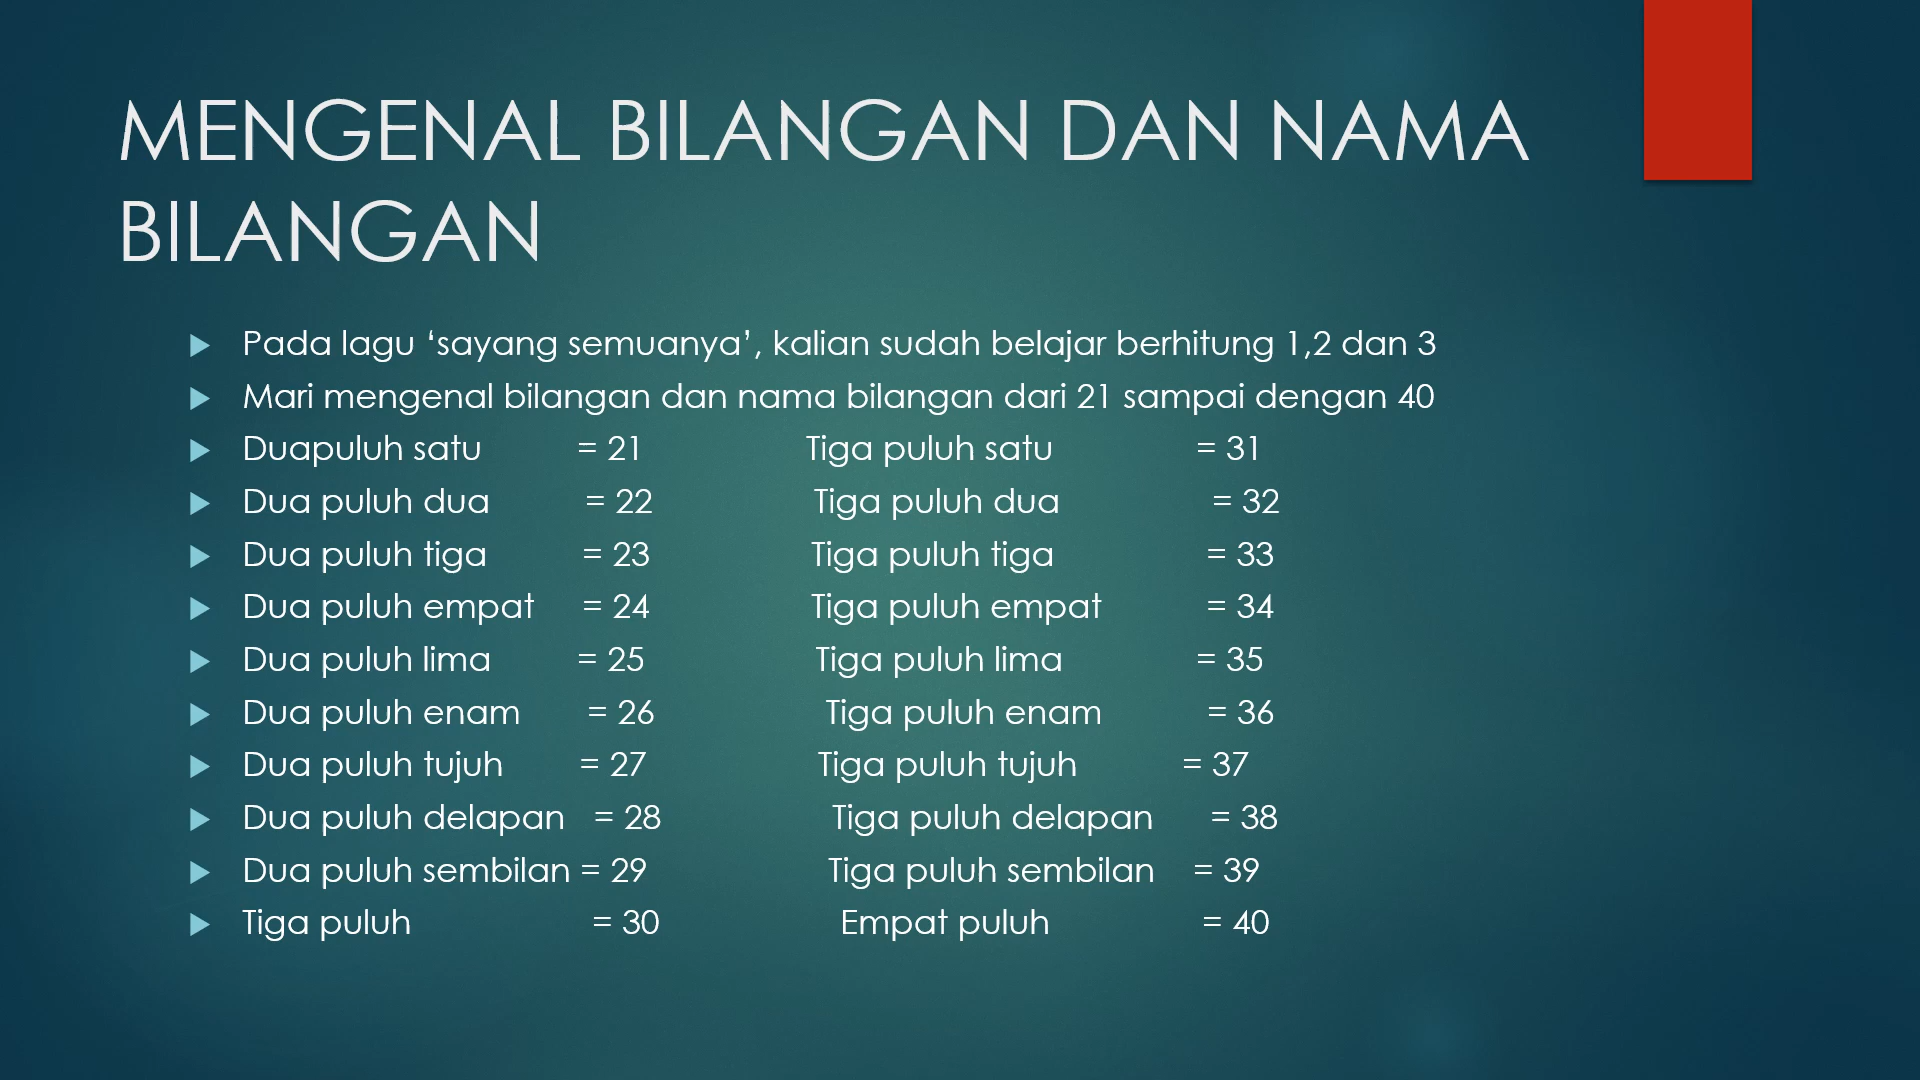 MENGENAL BILANGAN DAN NAMA
BILANGAN
Pada lagu ‘sayang semuanya’, kalian sudah belajar berhitung 1,2 dan 3
Mari mengenal bilangan dan nama bilangan dari 21 sampai dengan 40
Duapuluh satu = 21 Tiga puluh satu = 31
Dua puluh dua = 22 Tiga puluh dua = 32
Dua puluh tiga = 23 Tiga puluh tiga = 33
Dua puluh empat = 24 Tiga puluh empat = 34
Dua puluh lima = 25 Tiga puluh lima = 35
Dua puluh enam = 26 Tiga puluh enam = 36
Dua puluh tujuh = 27 Tiga puluh tujuh = 37
Dua puluh delapan = 28 Tiga puluh delapan = 38
Dua puluh sembilan = 29 Tiga puluh sembilan = 39
Tiga puluh = 30 Empat puluh = 40